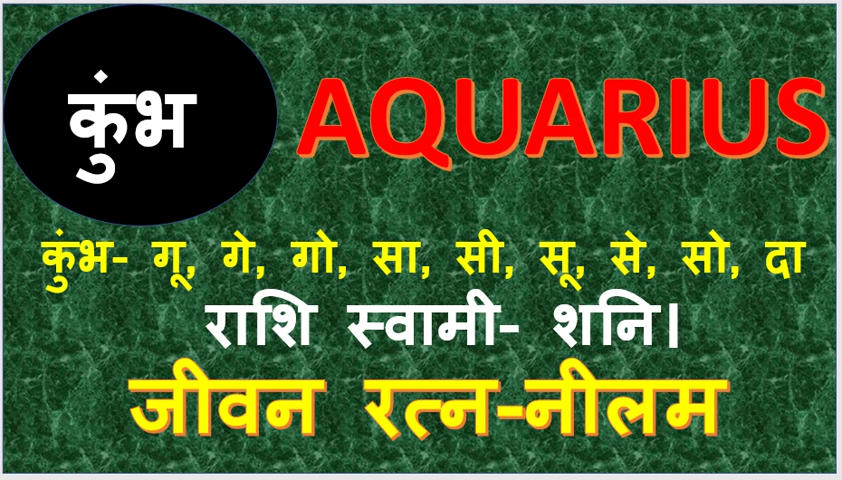 कुंभ
AQUARIUS
कुंभ- गू, गे, गो, सा, सी, सू, से, सो, दा
राशि स्वामी- शनि।
जीवन रत्न-नीलम